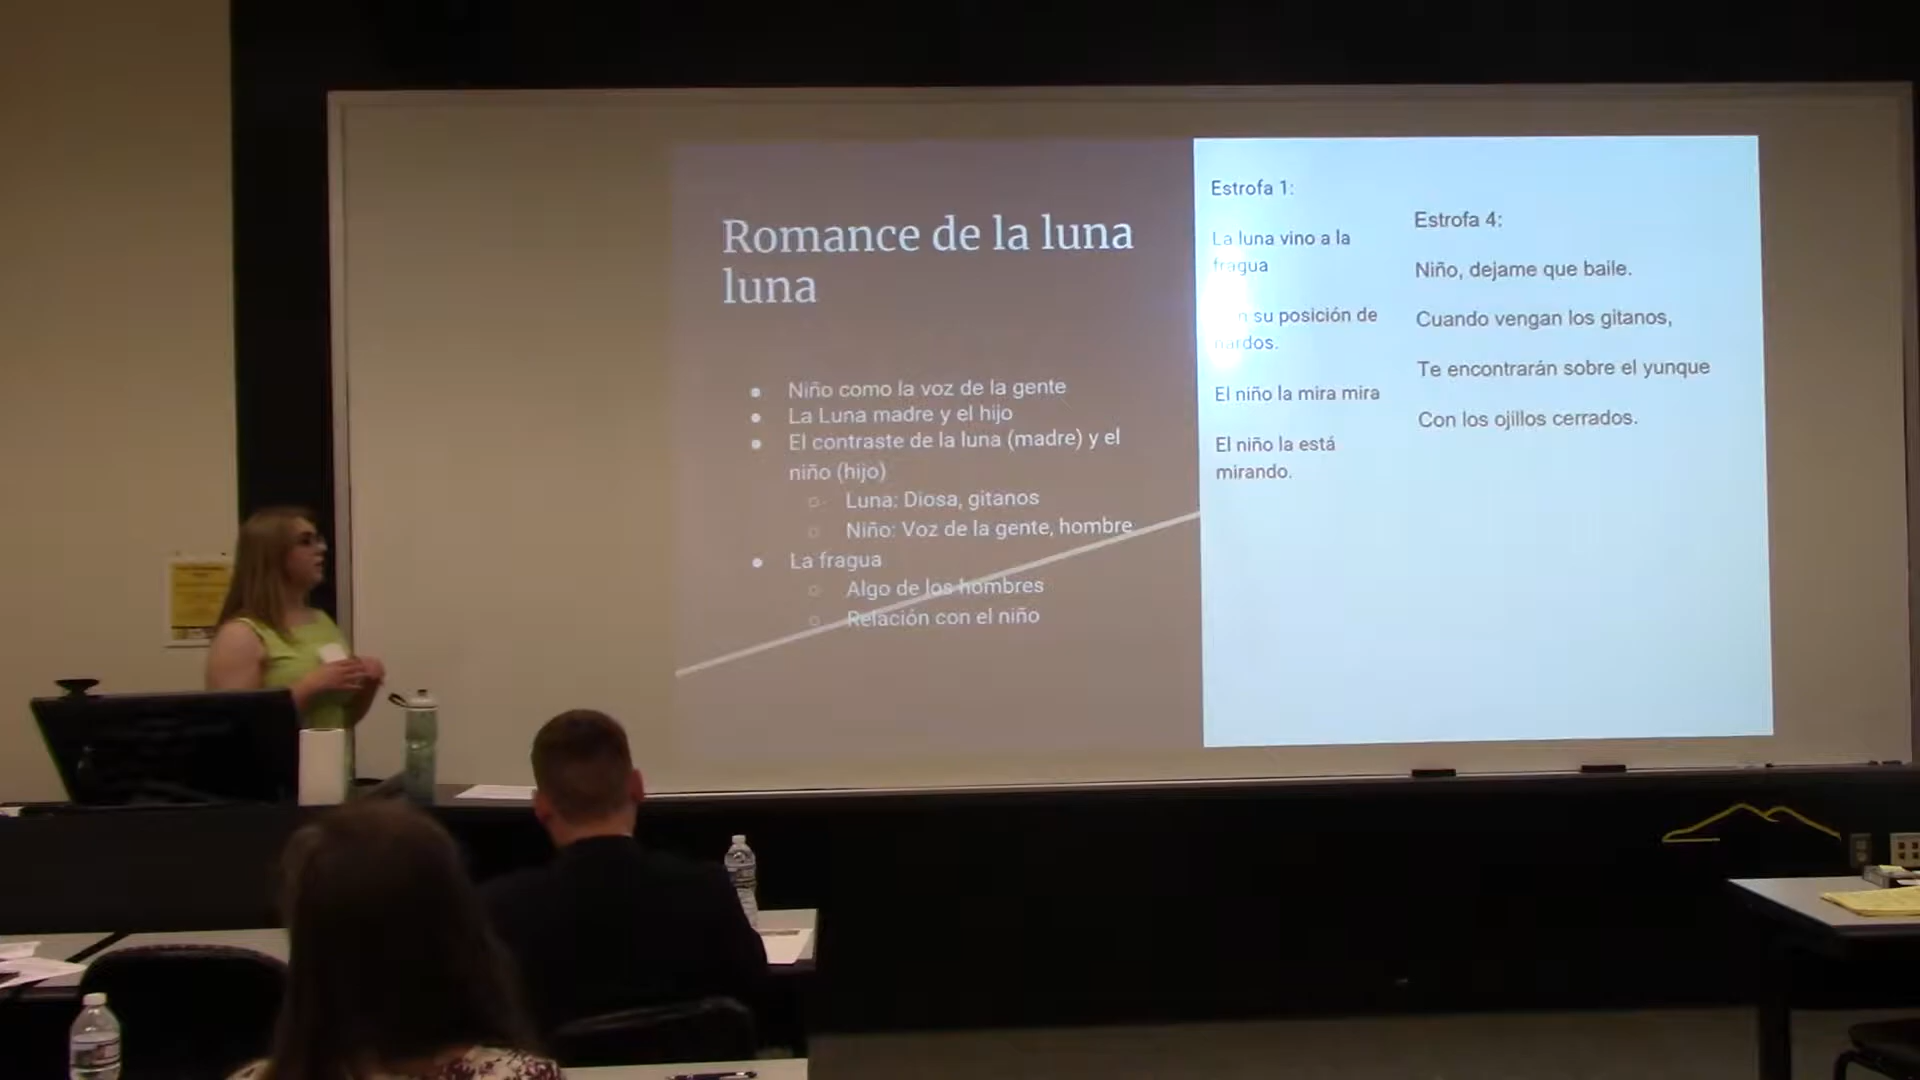 Romance de la luna
luna
● Niño como la voz de la gente
● La Luna madre y el hijo
● El contraste de la luna (madre) y el
niño (hijo)
○ Luna: Diosa, gitanos
○ Niño: Voz de la gente, hombre
● La fragua
○ Algo de los hombres
○ Relación con el niño
Estrofa 1:
La luna vino a la
fragua
su posición de
nardos.
El niño la mira mira
El niño la está
mirando.
Estrofa 4:
Niño, dejame que baile.
Cuando vengan los gitanos,
Te encontrarán sobre el yunque
Con los ojillos cerrados.